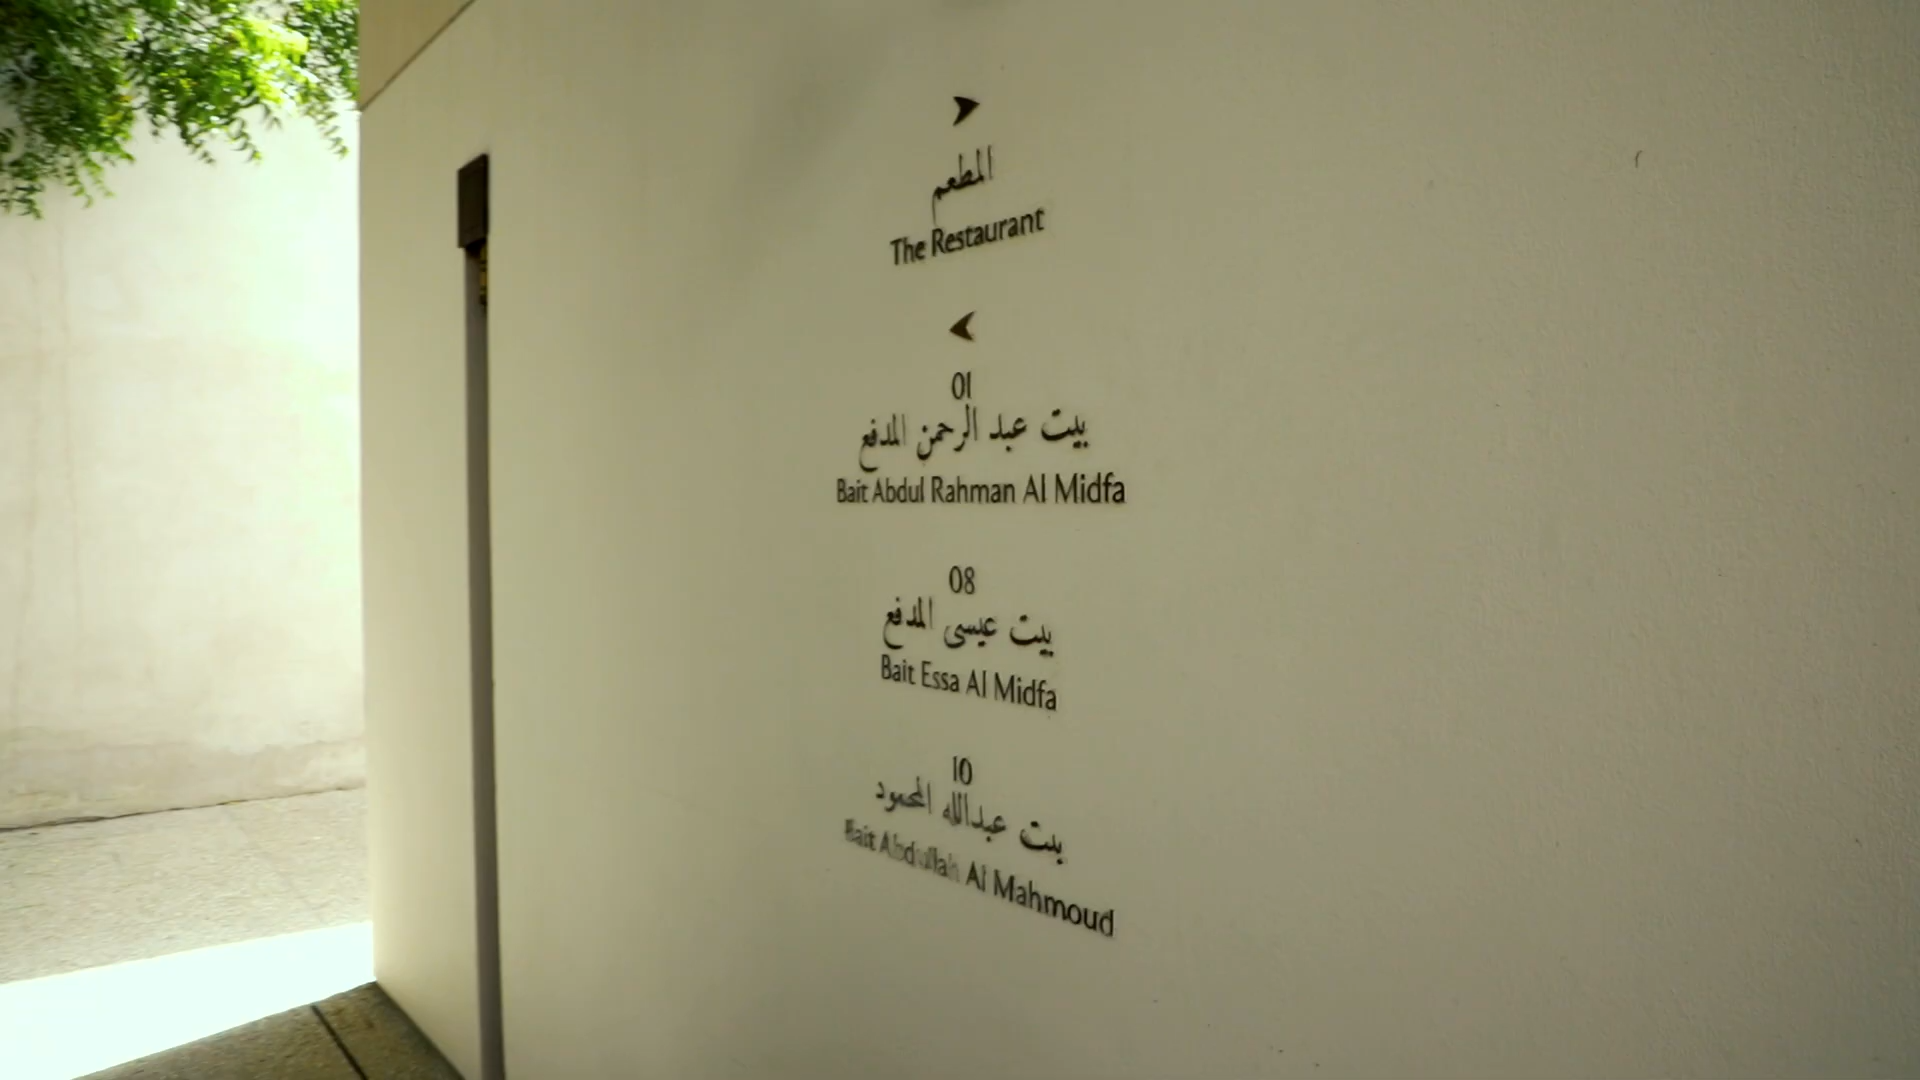 المطعم
The Restaurant
01
بيت عبد الرحمن المدفع
Bait Abdul Rahman Al Midfa
08
بيت عيسى المدفع
Bait Essa Al Midfa
10
بيت عبدالله المحمود
Bait Abdullah Al Mahmoud